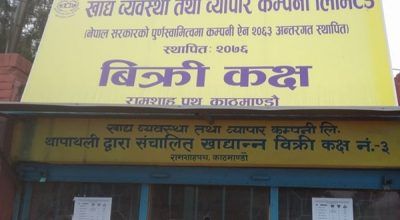 खाद्य व्यवस्था तथा व्यापार कम्पनी लिमिटेड
(नेपाल सरकारको पूर्णस्वामित्वमा कम्पनी ऐन २०६३ अन्तरगत स्थापित)
स्थापितः २०७६
बिक्री कक्ष
रामशाह पथ, काठमाण्डौ
खाद्य व्यवस्था तथा व्यापार कम्पनी लि.
थापाथली द्वारा संचालित खाद्यान्न विक्री कक्ष नं.-३
रामशाहपथ, काठमाण्डौ